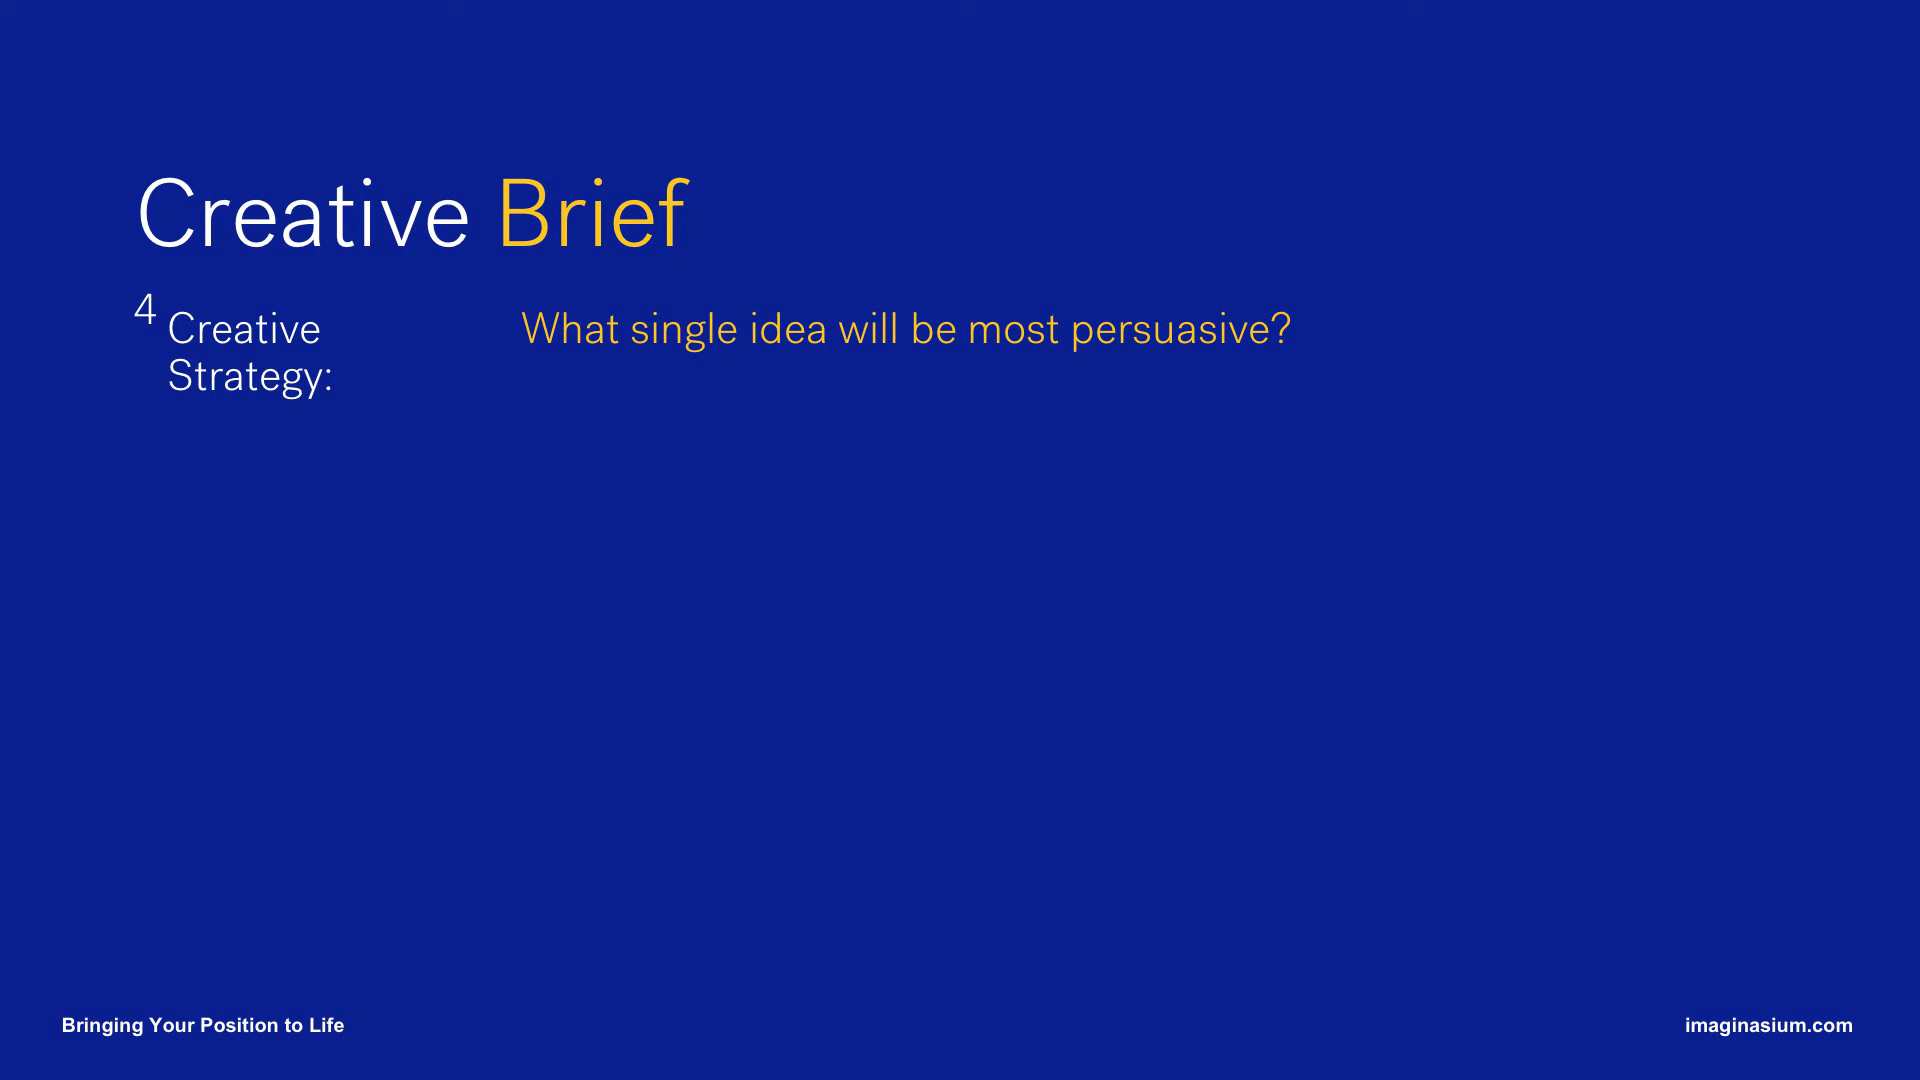 Creative Brief
4 Creative
Strategy:
What single idea will be most persuasive?
Bringing Your Position to Life
imaginasium.com